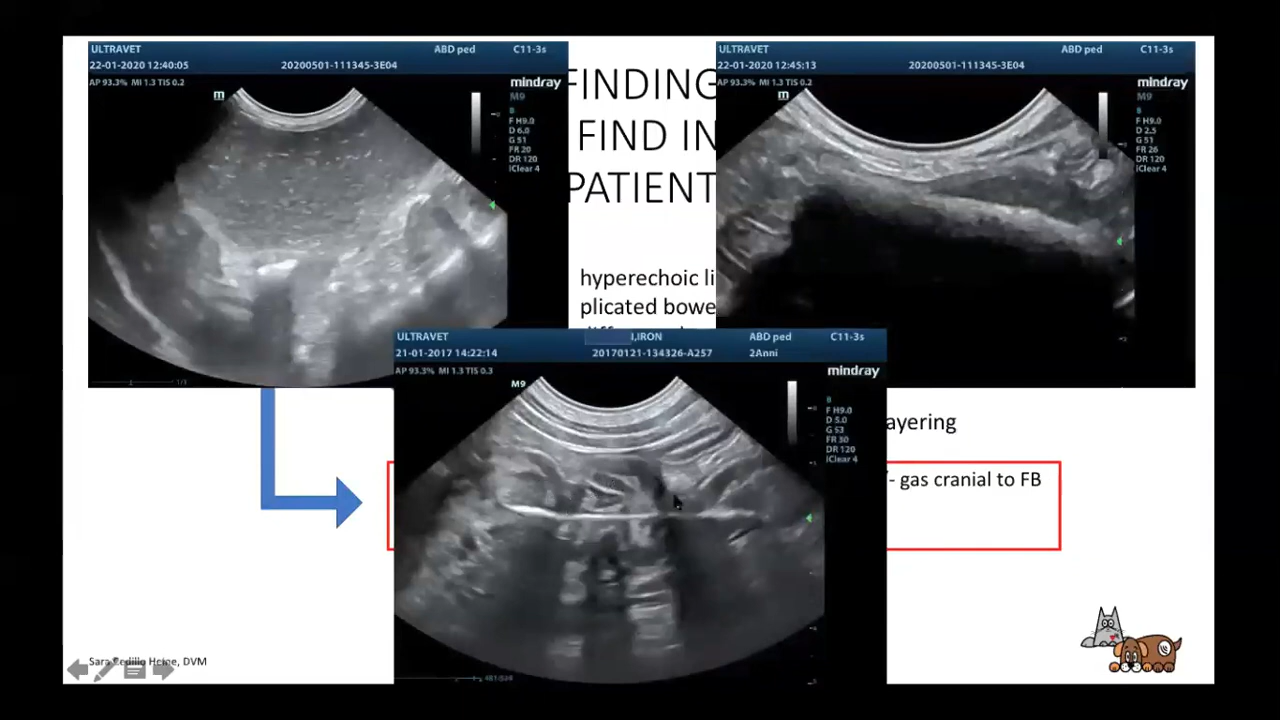 ULTRAVET ABD ped C11-3s
22-01-2020 12:40:05 20200501-111345-3E04
AP 93.3% MI 1.3 TIS 0.2
mindray
M9
B
F H9.0
D 6.0
G 51
FR 20
DR 120
iClear 4
FINDING
FIND IN
PATIENT
ULTRAVET ABD ped C11-3s
22-01-2020 12:45:13 20200501-111345-3E04
AP 93.3% MI 1.3 TIS 0.2
mindray
M9
B
F H9.0
D 2.5
G 51
FR 26
DR 120
iClear 4
hyperechoic li
plicated bowe
ULTRAVET I,IRON ABD ped C11-3s
21-01-2017 14:22:14 20170121-134326-A257 2Anni
AP 93.3% MI 1.3 TIS 0.3
mindray
M9
B
F H9.0
D 5.0
G 53
FR 30
DR 120
iClear 4
ayering
- gas cranial to FB
Sara Cedillo Heine, DVM